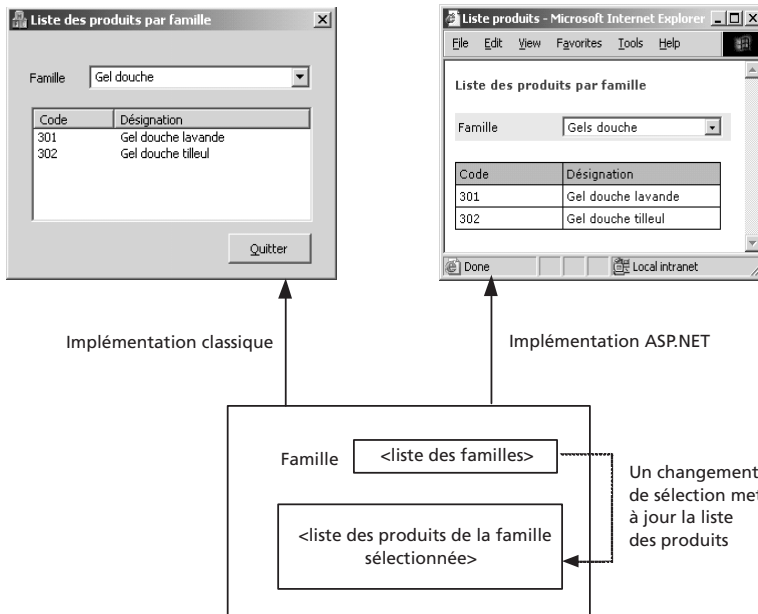 Liste des produits par famille
Famille
Gel douche
Code Désignation
301 Gel douche lavande
302 Gel douche tilleul
Quitter
Liste produits - Microsoft Internet Explorer
File Edit View Favorites Tools Help
Liste des produits par famille
Famille
Gels douche
Code Désignation
301 Gel douche lavande
302 Gel douche tilleul
Done
Local intranet
Implémentation classique
Implémentation ASP.NET
Famille
<liste des familles>
<liste des produits de la famille
sélectionnée>
Un changement
de sélection met
à jour la liste
des produits